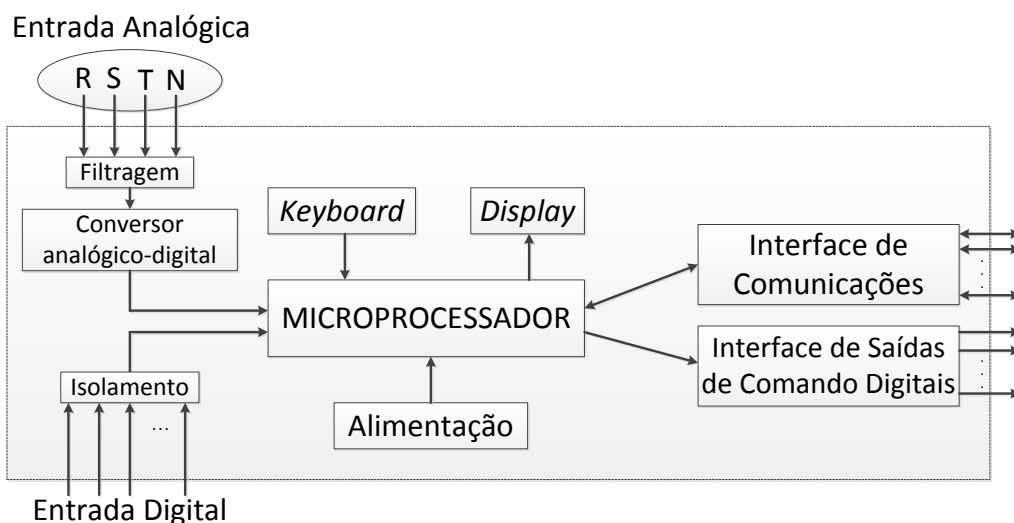 Entrada Analógica
R S T N
Filtragem
Conversor
analógico-digital
Keyboard
Display
Interface de
Comunicações
MICROPROCESSADOR
Interface de Saídas
de Comando Digitais
Isolamento
...
Alimentação
Entrada Digital